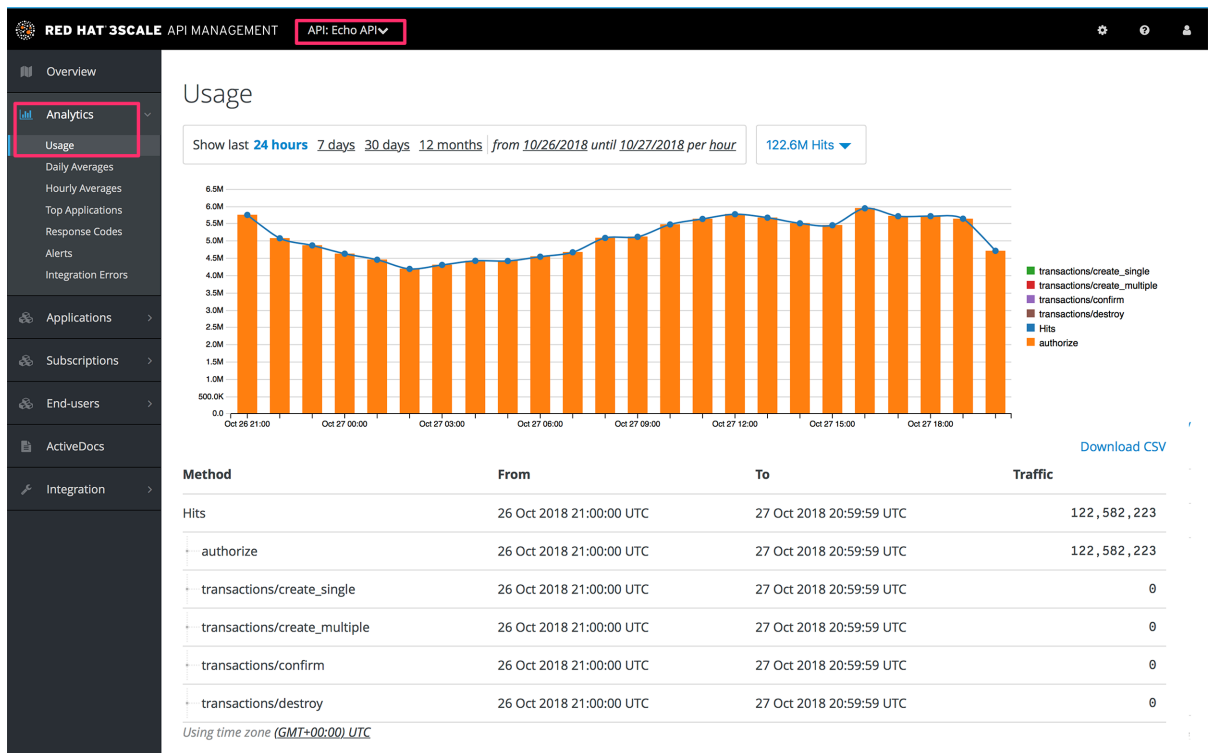 RED HAT 3SCALE API MANAGEMENT API: Echo API
Overview
Analytics
Usage
Daily Averages
Hourly Averages
Top Applications
Response Codes
Alerts
Integration Errors
Applications
Subscriptions
End-users
ActiveDocs
Integration
Usage
Show last 24 hours 7 days 30 days 12 months from 10/26/2018 until 10/27/2018 per hour
122.6M Hits
6.5M
6.0M
5.5M
5.0M
4.5M
4.0M
3.5M
3.0M
2.5M
2.0M
1.5M
1.0M
500.0K
0.0
Oct 26 21:00 Oct 27 00:00 Oct 27 03:00 Oct 27 06:00 Oct 27 09:00 Oct 27 12:00 Oct 27 15:00 Oct 27 18:00
transactions/create_single
transactions/create_multiple
transactions/confirm
transactions/destroy
Hits
authorize
Download CSV
Method From To Traffic
Hits 26 Oct 2018 21:00:00 UTC 27 Oct 2018 20:59:59 UTC 122,582,223
authorize 26 Oct 2018 21:00:00 UTC 27 Oct 2018 20:59:59 UTC 122,582,223
transactions/create_single 26 Oct 2018 21:00:00 UTC 27 Oct 2018 20:59:59 UTC 0
transactions/create_multiple 26 Oct 2018 21:00:00 UTC 27 Oct 2018 20:59:59 UTC 0
transactions/confirm 26 Oct 2018 21:00:00 UTC 27 Oct 2018 20:59:59 UTC 0
transactions/destroy 26 Oct 2018 21:00:00 UTC 27 Oct 2018 20:59:59 UTC 0
Using time zone (GMT+00:00) UTC